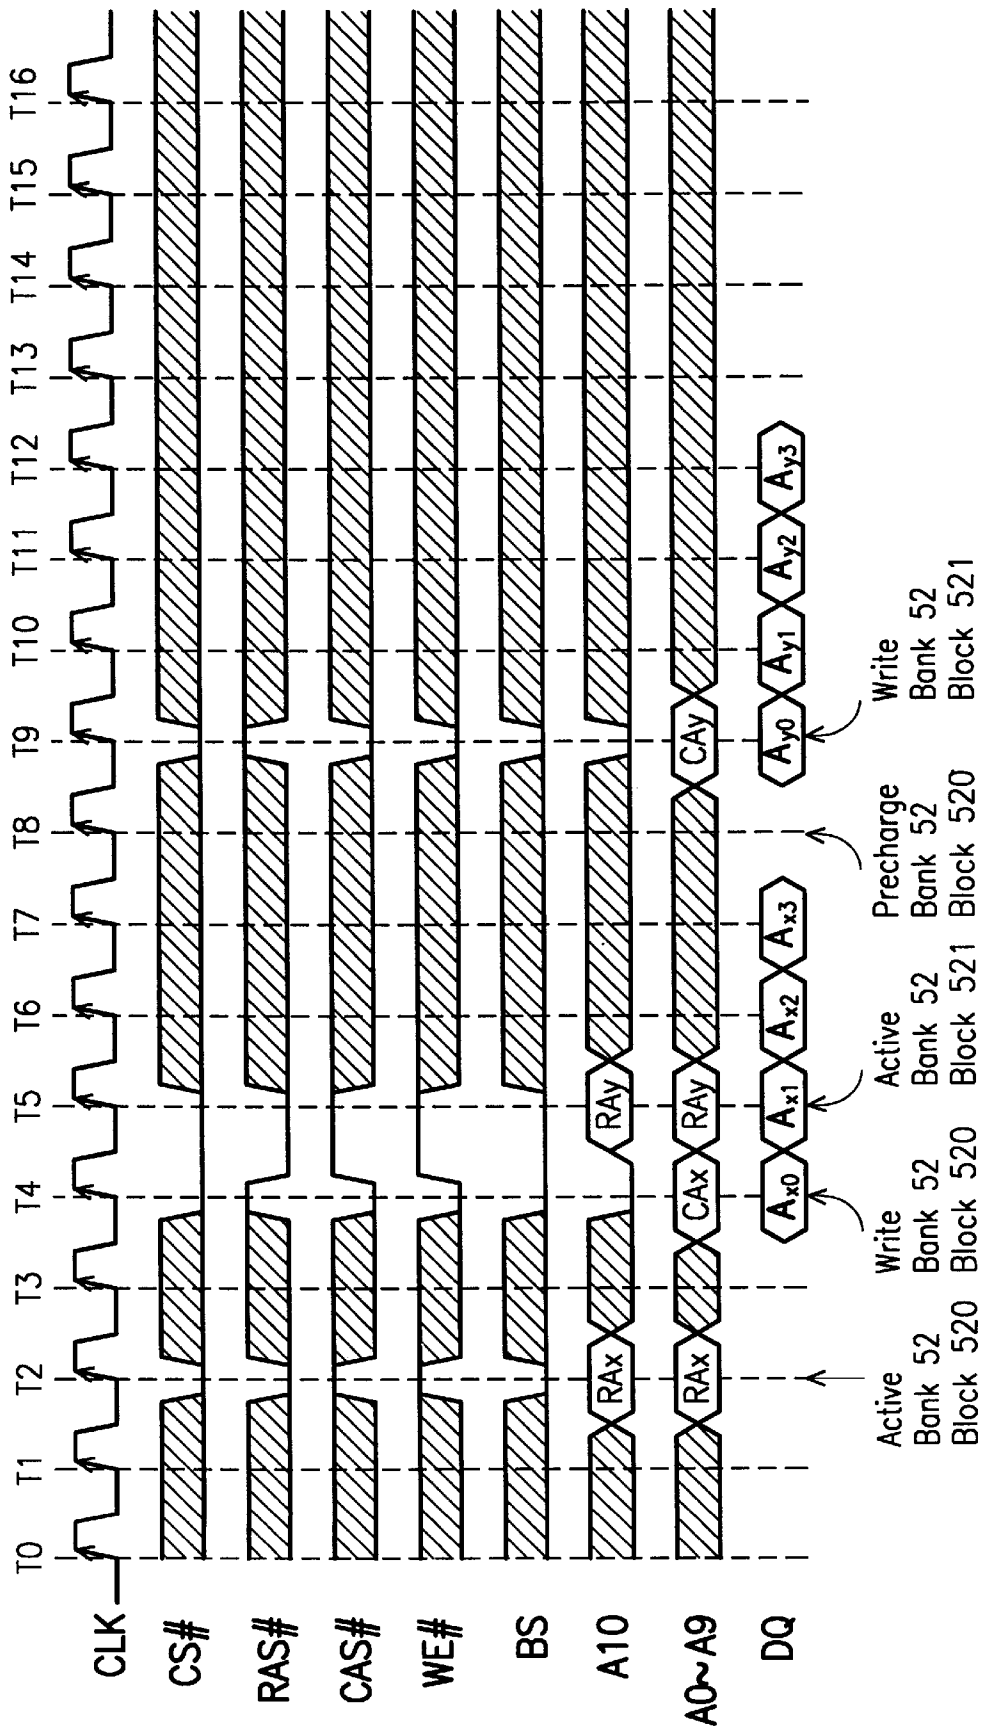 T0 T1 T2 T3 T4 T5 T6 T7 T8 T9 T10 T11 T12 T13 T14 T15 T16
CLK
CS#
RAS#
CAS#
WE#
BS
A10 RAx RAy
A0~A9 RAx CAx RAy CAy
DQ Ax0 Ax1 Ax2 Ax3 Ay0 Ay1 Ay2 Ay3
Active
Bank 52
Block 520
Write
Bank 52
Block 520
Active
Bank 52
Block 521
Precharge
Bank 52
Block 520
Write
Bank 52
Block 521